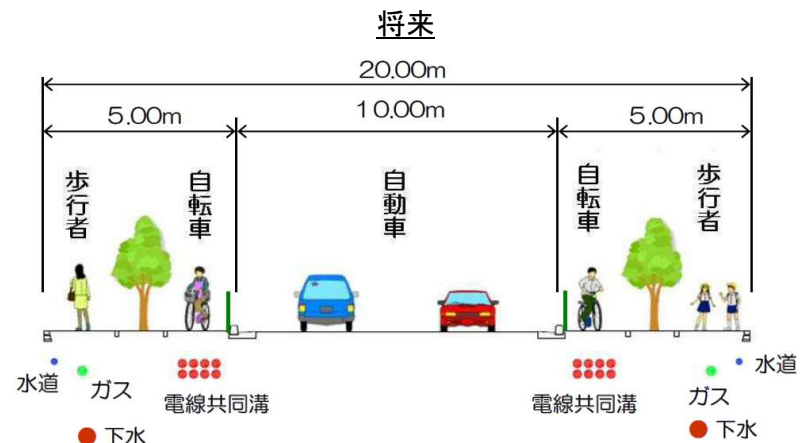 将来
20.00m
5.00m
10.00m
5.00m
歩行者
自転車
自動車
自転車
歩行者
水道
ガス
電線共同溝
下水
電線共同溝
ガス
水道
下水